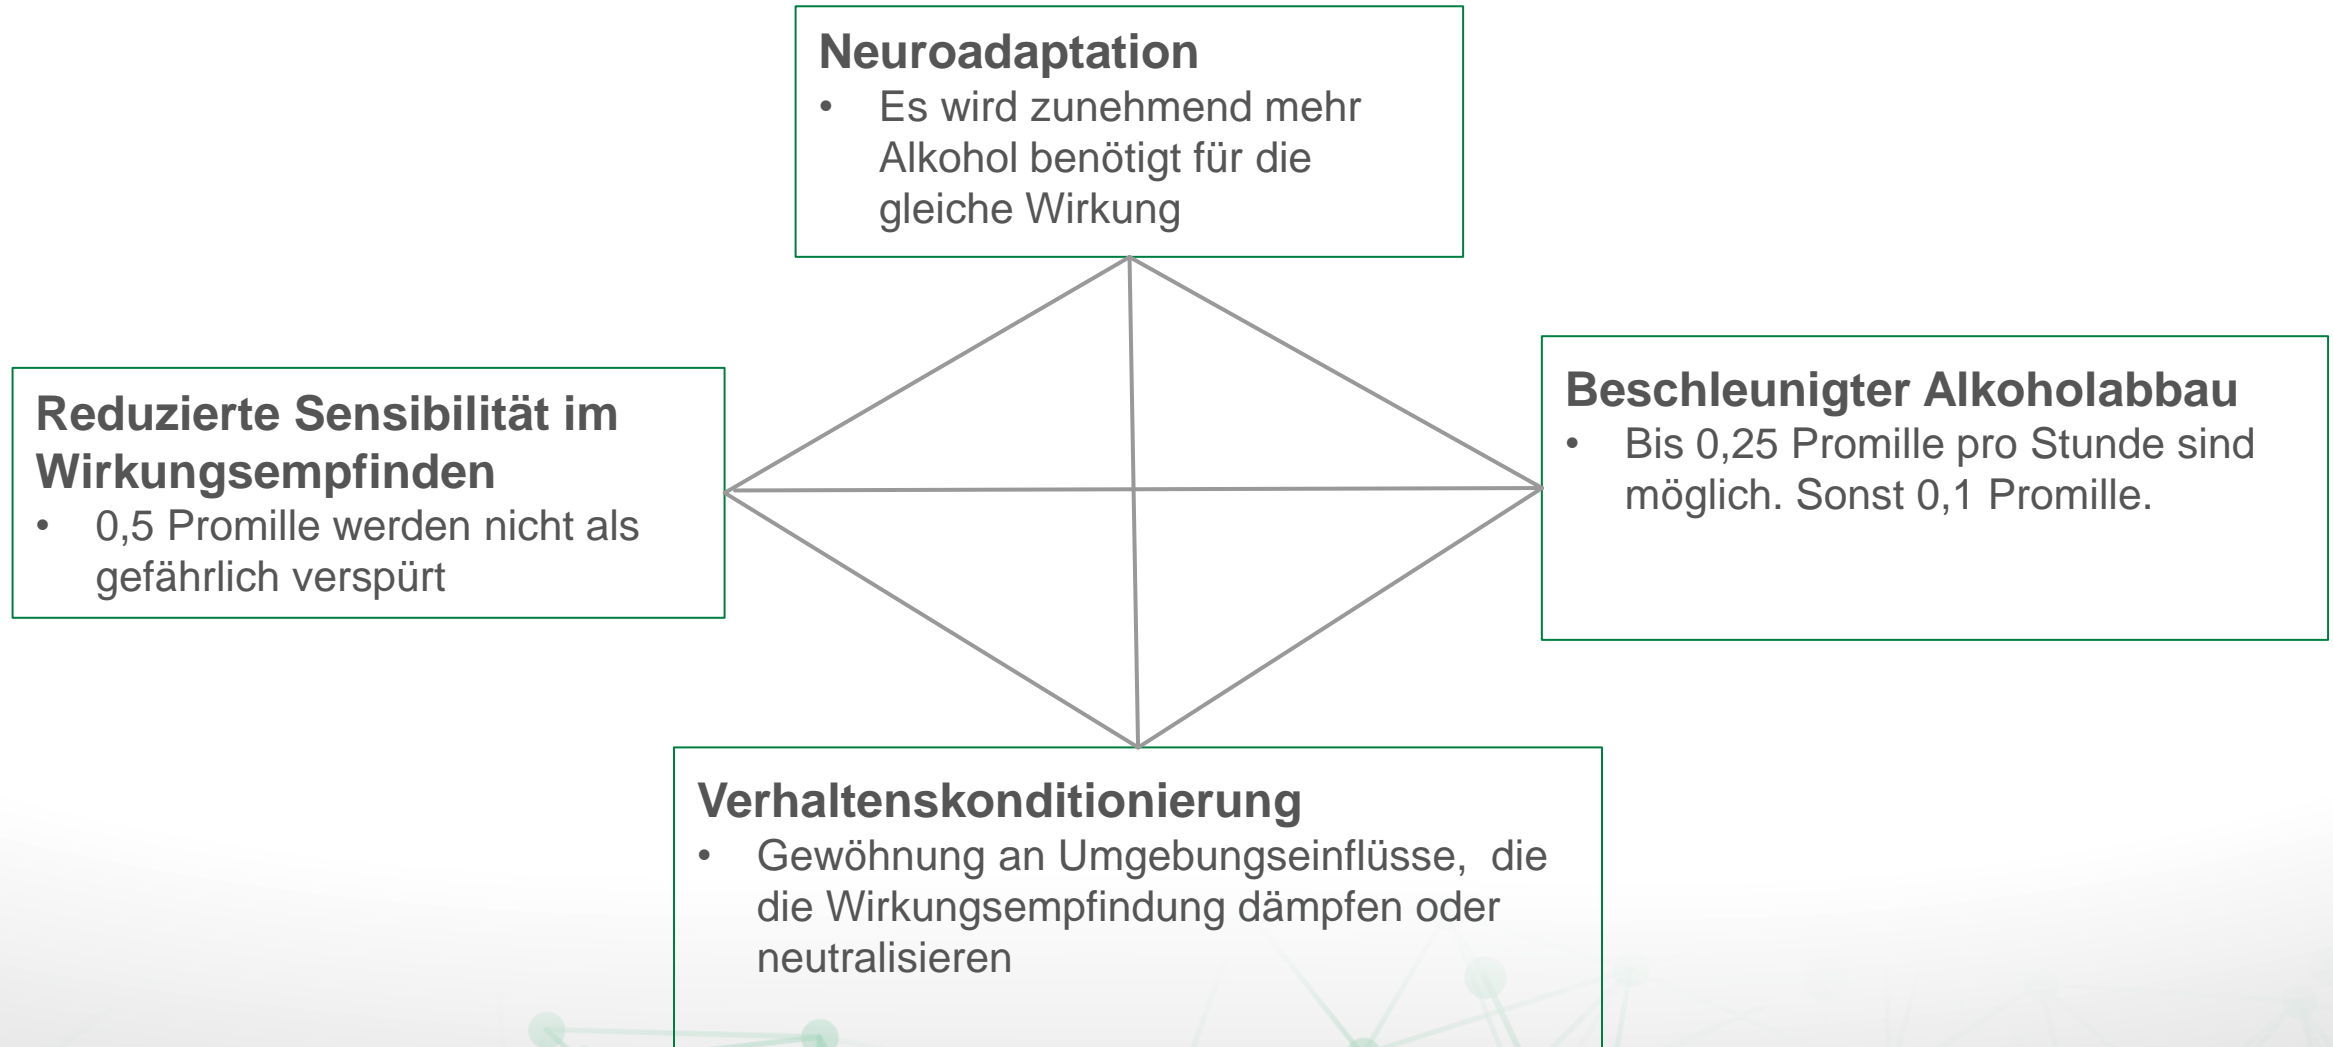 Neuroadaptation
• Es wird zunehmend mehr
Alkohol benötigt für die
gleiche Wirkung
Reduzierte Sensibilität im
Wirkungsempfinden
• 0,5 Promille werden nicht als
gefährlich verspürt
Beschleunigter Alkoholabbau
• Bis 0,25 Promille pro Stunde sind
möglich. Sonst 0,1 Promille.
Verhaltenskonditionierung
• Gewöhnung an Umgebungseinflüsse,  die
die Wirkungsempfindung dämpfen oder
neutralisieren